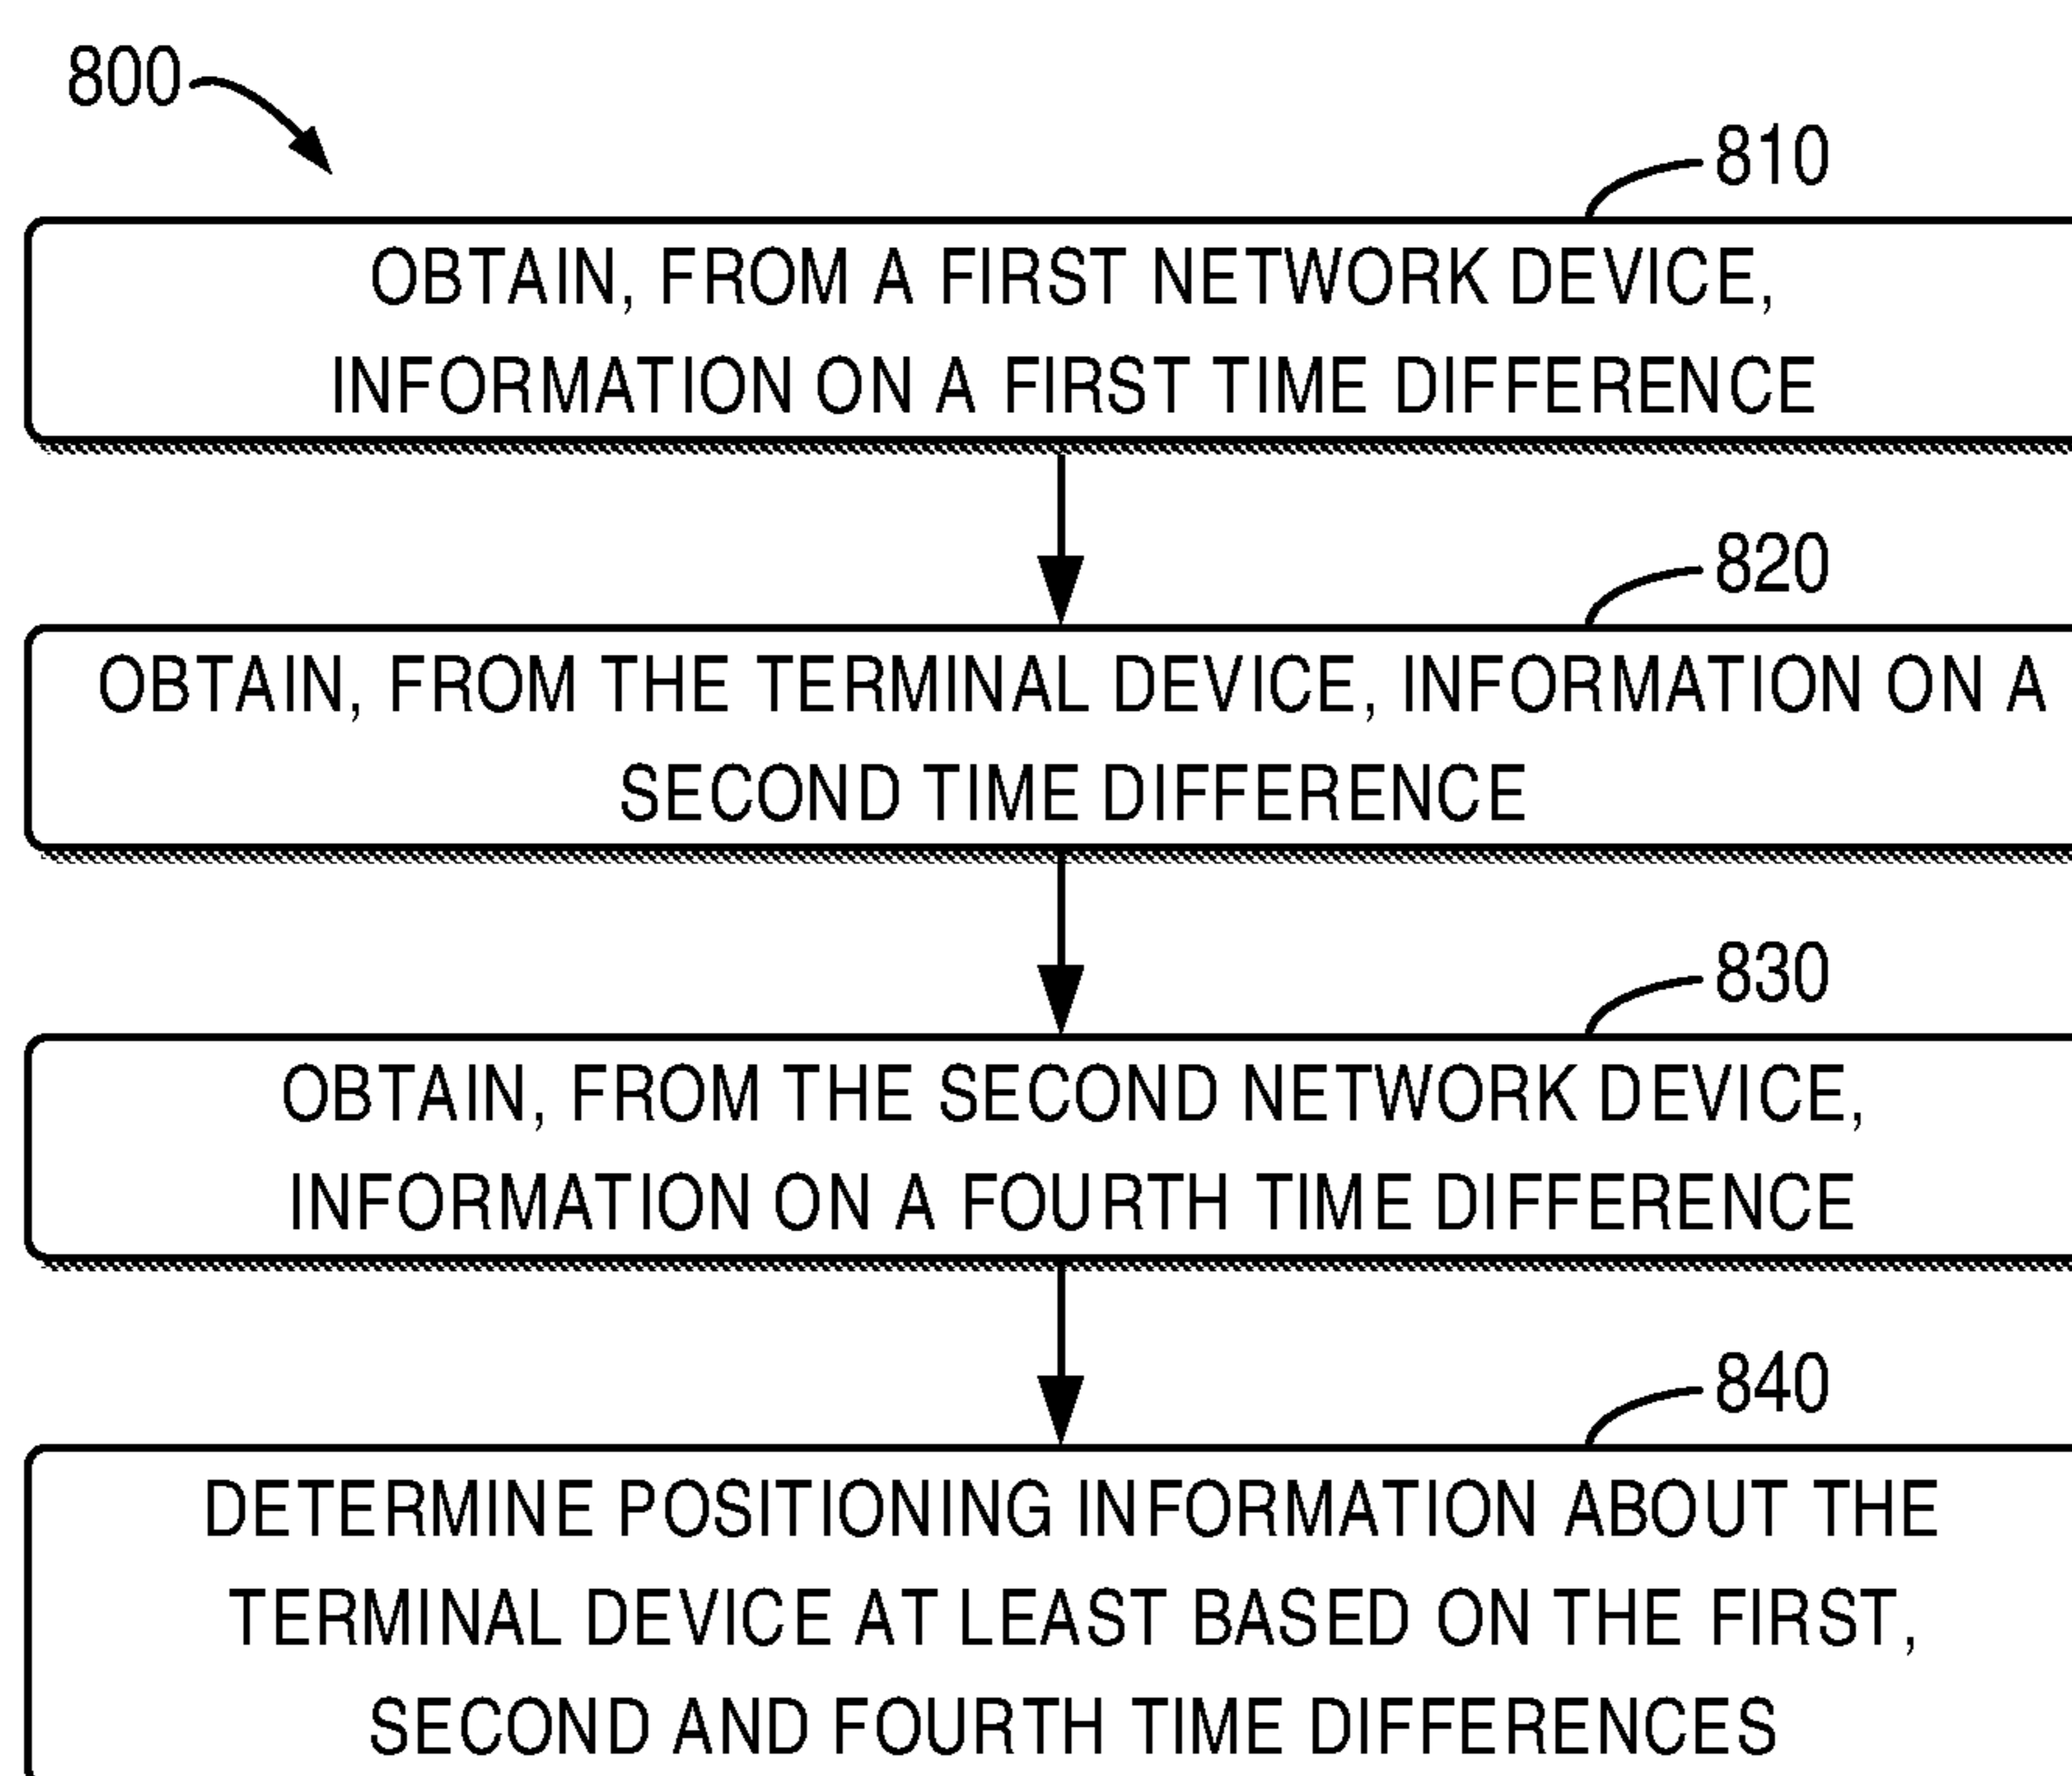 800
810
OBTAIN, FROM A FIRST NETWORK DEVICE,
INFORMATION ON A FIRST TIME DIFFERENCE
820
OBTAIN, FROM THE TERMINAL DEVICE, INFORMATION ON A
SECOND TIME DIFFERENCE
830
OBTAIN, FROM THE SECOND NETWORK DEVICE,
INFORMATION ON A FOURTH TIME DIFFERENCE
840
DETERMINE POSITIONING INFORMATION ABOUT THE
TERMINAL DEVICE AT LEAST BASED ON THE FIRST,
SECOND AND FOURTH TIME DIFFERENCES